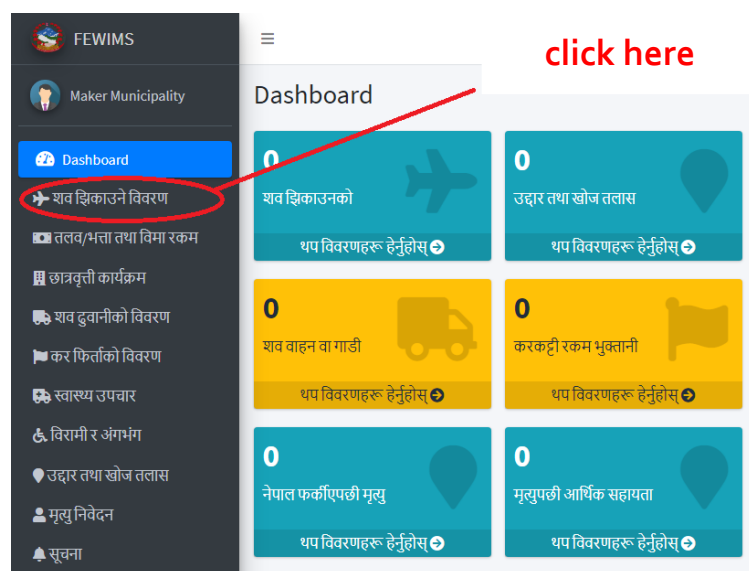 FEWIMS
click here
Maker Municipality
Dashboard
Dashboard
शव झिकाउने विवरण
तलव/भत्ता तथा विमा रकम
छात्रवृत्ती कार्यक्रम
शव ढुवानीको विवरण
कर फिर्ताको विवरण
स्वास्थ्य उपचार
विरामी र अंगभंग
उद्दार तथा खोज तलास
मृत्यु निवेदन
सूचना
0
शव झिकाउनको
थप विवरणहरू हेर्नुहोस्
0
उद्दार तथा खोज तलास
थप विवरणहरू हेर्नुहोस्
0
शव वाहन वा गाडी
थप विवरणहरू हेर्नुहोस्
0
करकट्टी रकम भुक्तानी
थप विवरणहरू हेर्नुहोस्
0
नेपाल फर्कीएपछी मृत्यु
थप विवरणहरू हेर्नुहोस्
0
मृत्युपछी आर्थिक सहायता
थप विवरणहरू हेर्नुहोस्